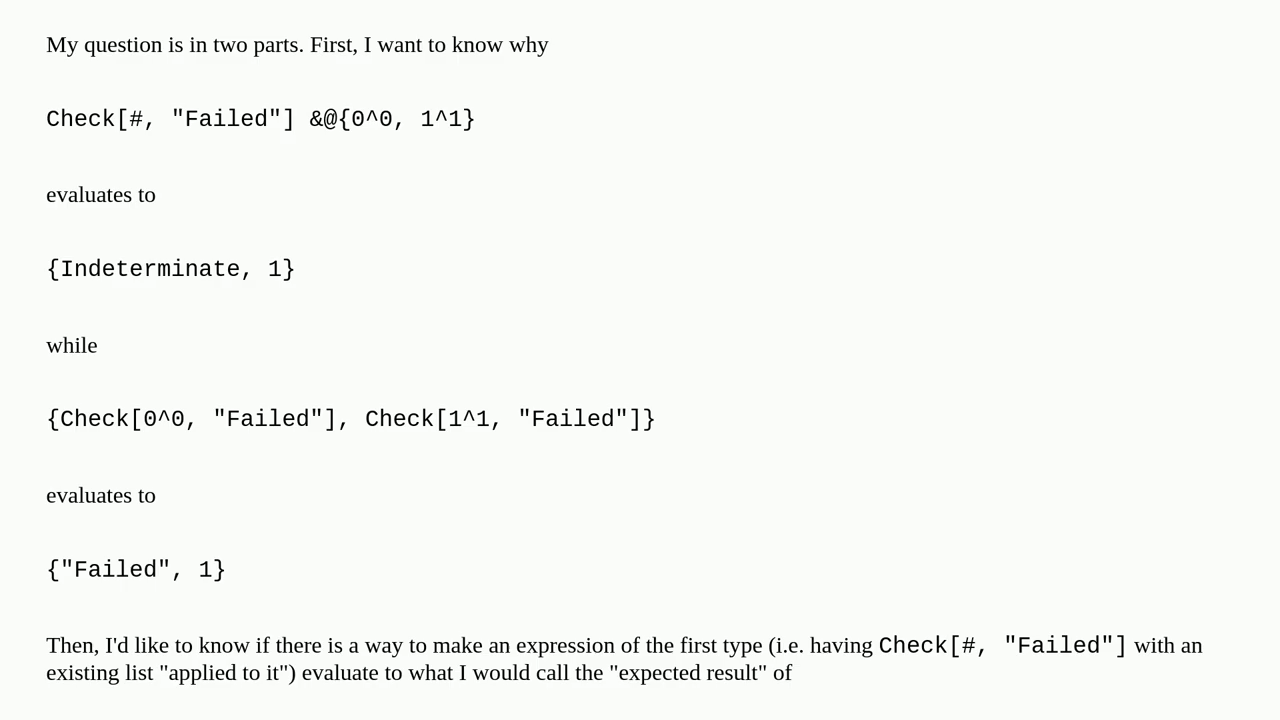 My question is in two parts. First, I want to know why
Check[#, "Failed"] &@{0^0, 1^1}
evaluates to
{Indeterminate, 1}
while
{Check[0^0, "Failed"], Check[1^1, "Failed"]}
evaluates to
{"Failed", 1}
Then, I'd like to know if there is a way to make an expression of the first type (i.e. having Check[#, "Failed"] with an
existing list "applied to it") evaluate to what I would call the "expected result" of